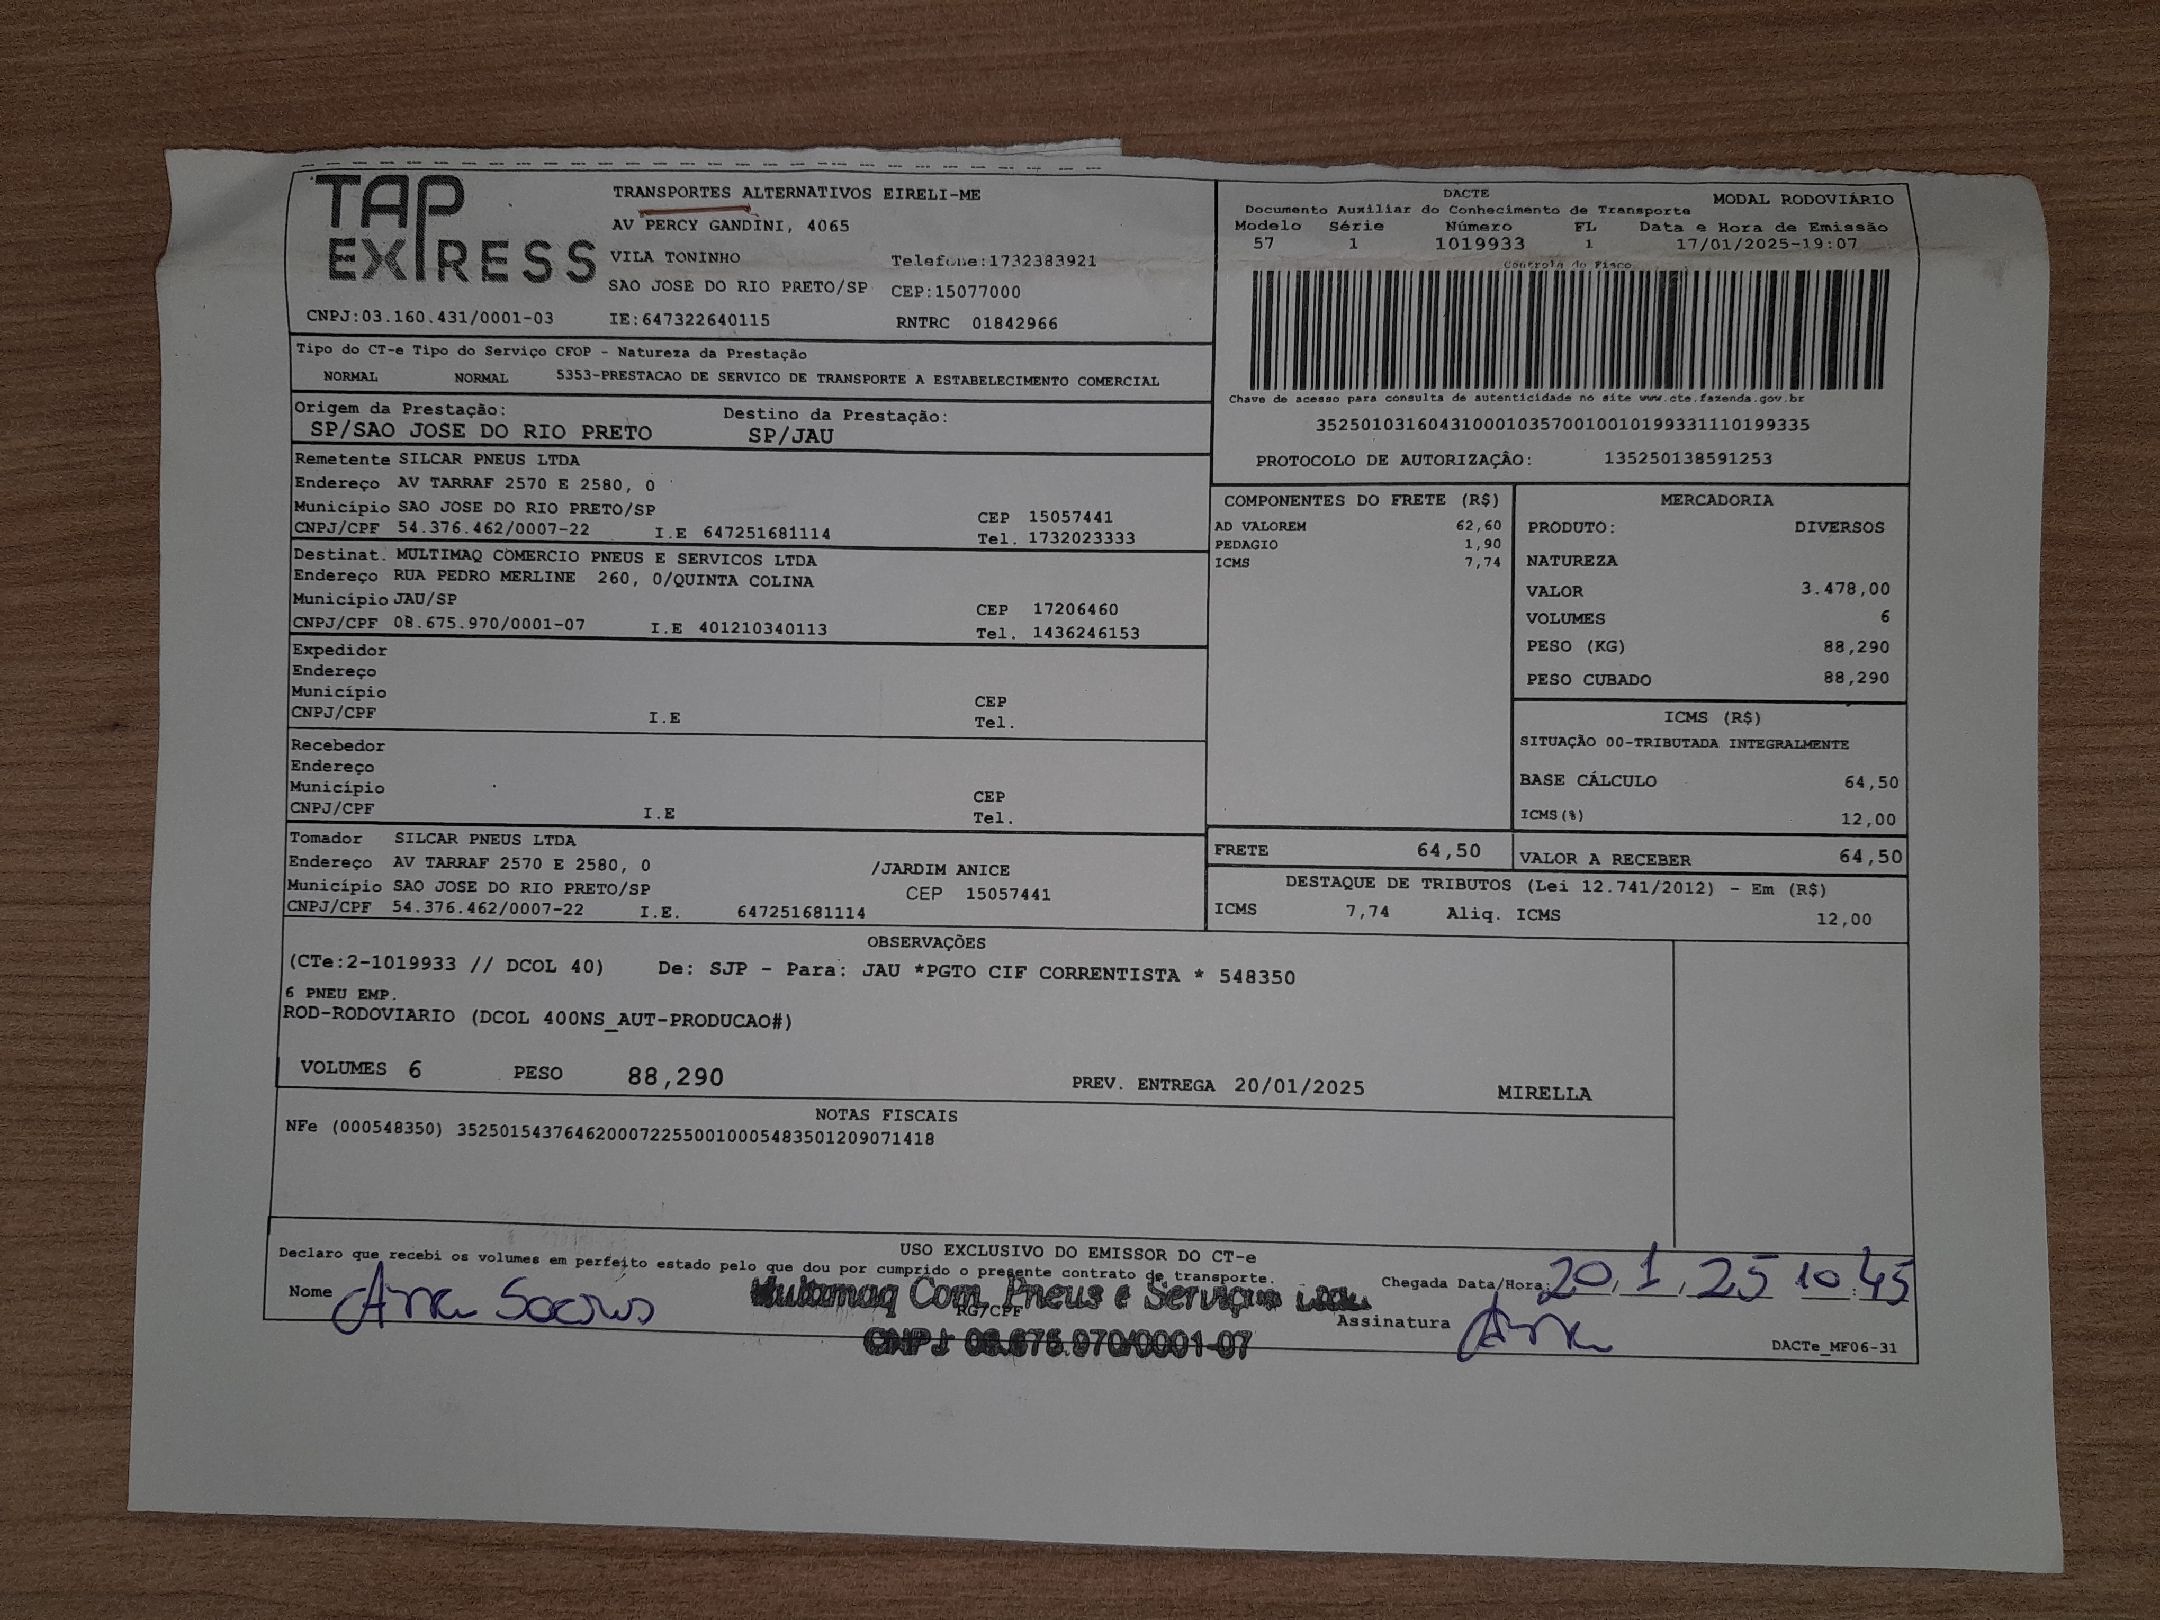 TAP EXPRESS
TRANSPORTES ALTERNATIVOS EIRELI-ME
AV PERCY GANDINI, 4065
VILA TONINHO Telefone:1732383921
SAO JOSE DO RIO PRETO/SP CEP:15077000
CNPJ:03.160.431/0001-03 IE:647322640115 RNTRC 01842966
DACTE MODAL RODOVIÁRIO
Documento Auxiliar do Conhecimento de Transporte
Modelo Série Número FL Data e Hora de Emissão
57 1 1019933 1 17/01/2025-19:07
Controle do Fisco
Chave de acesso para consulta de autenticidade no site www.cte.fazenda.gov.br
35250103160431000103570010010199331110199335
PROTOCOLO DE AUTORIZAÇÃO: 135250138591253
Tipo do CT-e Tipo do Serviço CFOP - Natureza da Prestação
NORMAL NORMAL 5353-PRESTACAO DE SERVICO DE TRANSPORTE A ESTABELECIMENTO COMERCIAL
Origem da Prestação: Destino da Prestação:
SP/SAO JOSE DO RIO PRETO SP/JAU
Remetente SILCAR PNEUS LTDA
Endereço AV TARRAF 2570 E 2580, 0
Município SAO JOSE DO RIO PRETO/SP CEP 15057441
CNPJ/CPF 54.376.462/0007-22 I.E 647251681114 Tel. 1732023333
Destinat. MULTIMAQ COMERCIO PNEUS E SERVICOS LTDA
Endereço RUA PEDRO MERLINE 260, 0/QUINTA COLINA
Município JAU/SP CEP 17206460
CNPJ/CPF 08.675.970/0001-07 I.E 401210340113 Tel. 1436246153
Expedidor
Endereço
Município CEP
CNPJ/CPF I.E Tel.
Recebedor
Endereço
Município CEP
CNPJ/CPF I.E Tel.
Tomador SILCAR PNEUS LTDA
Endereço AV TARRAF 2570 E 2580, 0 /JARDIM ANICE
Município SAO JOSE DO RIO PRETO/SP CEP 15057441
CNPJ/CPF 54.376.462/0007-22 I.E. 647251681114
COMPONENTES DO FRETE (R$)
AD VALOREM 62,60
PEDAGIO 1,90
ICMS 7,74
MERCADORIA
PRODUTO: DIVERSOS
NATUREZA
VALOR 3.478,00
VOLUMES 6
PESO (KG) 88,290
PESO CUBADO 88,290
ICMS (R$)
SITUAÇÃO 00-TRIBUTADA INTEGRALMENTE
BASE CÁLCULO 64,50
ICMS(%) 12,00
FRETE 64,50 VALOR A RECEBER 64,50
DESTAQUE DE TRIBUTOS (Lei 12.741/2012) - Em (R$)
ICMS 7,74 Aliq. ICMS 12,00
OBSERVAÇÕES
(CTe:2-1019933 // DCOL 40) De: SJP - Para: JAU *PGTO CIF CORRENTISTA * 548350
6 PNEU EMP.
ROD-RODOVIARIO (DCOL 400NS_AUT-PRODUCAO#)
VOLUMES 6 PESO 88,290 PREV. ENTREGA 20/01/2025 MIRELLA
NOTAS FISCAIS
NFe (000548350) 35250154376462000722550010005483501209071418
USO EXCLUSIVO DO EMISSOR DO CT-e
Declaro que recebi os volumes em perfeito estado pelo que dou por cumprido o presente contrato de transporte.
Nome Ana RG/CPF Chegada Data/Hora: 20.1.25 10:45
Multimaq Com. Pneus e Serviços Ltda
Assinatura Ana
CNPJ 08.675.970/0001-07
DACTe_MF06-31